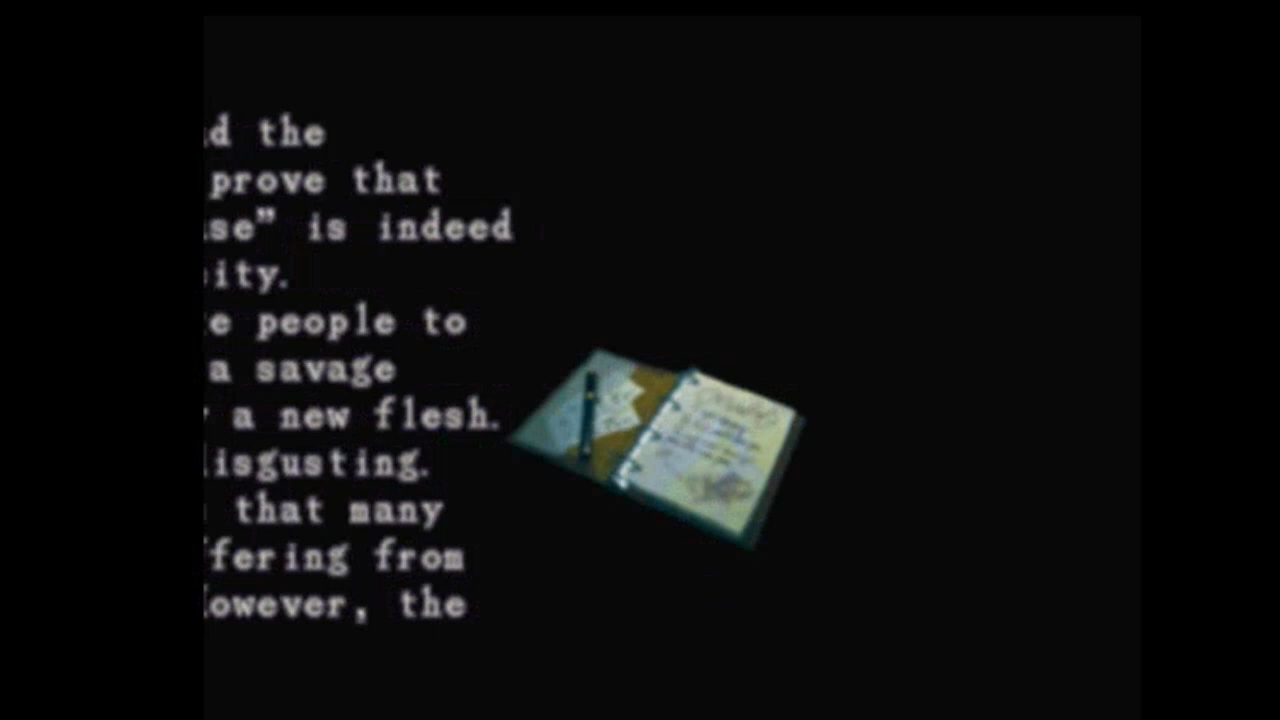 d the
prove that
se” is indeed
ity.
e people to
a savage
a new flesh.
isgusting.
that many
fering from
owever, the